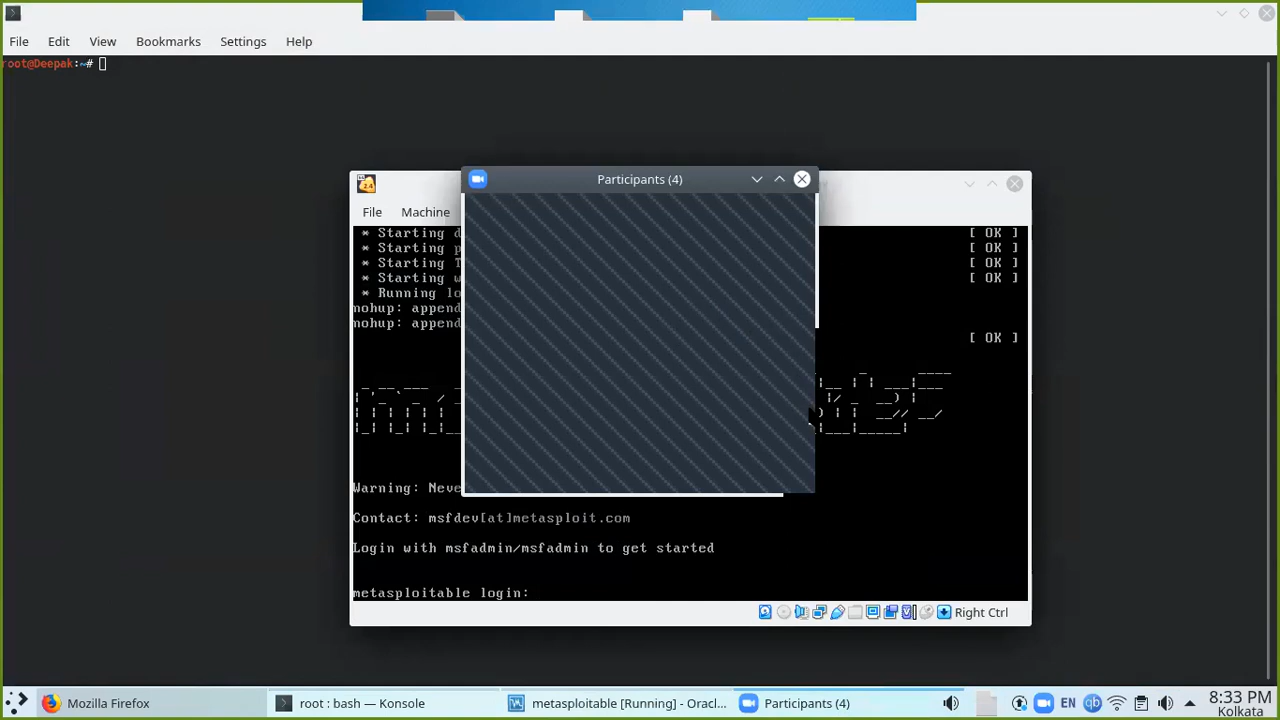 File Edit View Bookmarks Settings Help
root@Deepak:~#
Participants (4)
File Machine
* Starting d [ OK ]
* Starting p [ OK ]
* Starting T [ OK ]
* Starting w [ OK ]
* Running lo
nohup: append
nohup: append
[ OK ]
Warning: Neve
Contact: msfdev[at]metasploit.com
Login with msfadmin/msfadmin to get started
metasploitable login:
Right Ctrl
Mozilla Firefox
root : bash — Konsole
metasploitable [Running] - Oracl...
Participants (4)
EN
qb
8:33 PM
Kolkata